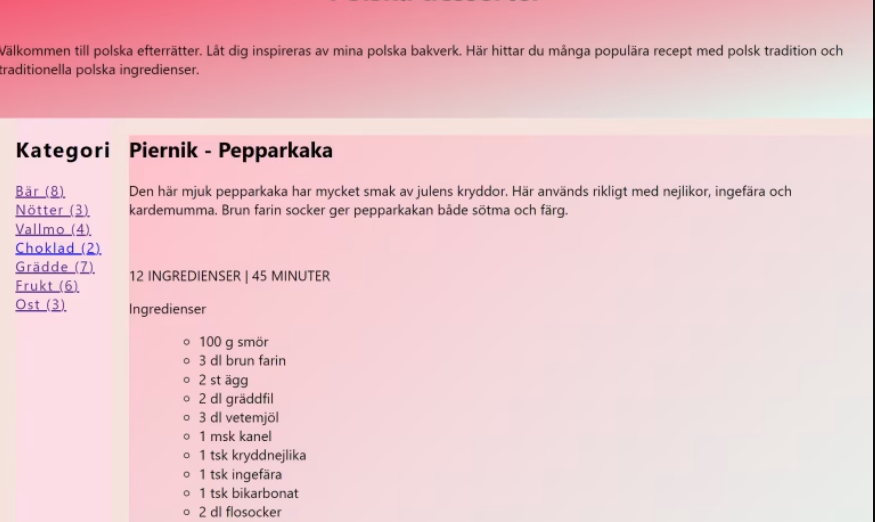 Välkommen till polska efterrätter. Låt dig inspireras av mina polska bakverk. Här hittar du många populära recept med polsk tradition och
traditionella polska ingredienser.
Kategori
Bär (8)
Nötter (3)
Vallmo (4)
Choklad (2)
Grädde (7)
Frukt (6)
Ost (3)
Piernik - Pepparkaka
Den här mjuk pepparkaka har mycket smak av julens kryddor. Här används rikligt med nejlikor, ingefära och
kardemumma. Brun farin socker ger pepparkakan både sötma och färg.
12 INGREDIENSER | 45 MINUTER
Ingredienser
100 g smör
3 dl brun farin
2 st ägg
2 dl gräddfil
3 dl vetemjöl
1 msk kanel
1 tsk kryddnejlika
1 tsk ingefära
1 tsk bikarbonat
2 dl flosocker